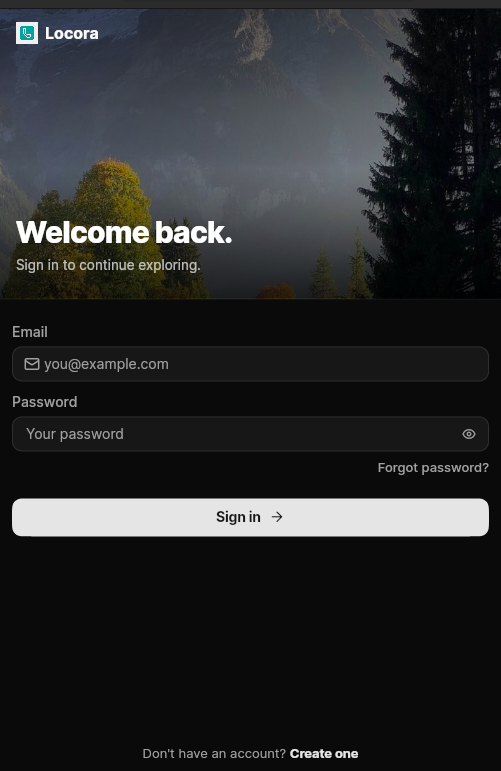 Locora
Welcome back.
Sign in to continue exploring.
Email
you@example.com
Password
Your password
Forgot password?
Sign in
Don't have an account? Create one